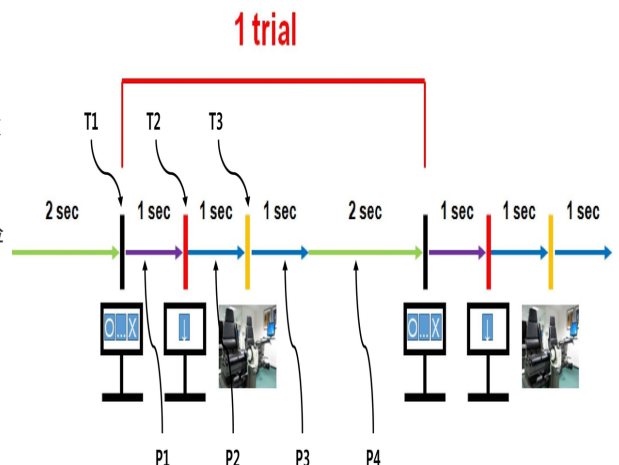 1 trial
T1 T2 T3
2 sec 1 sec 1 sec 1 sec 2 sec 1 sec 1 sec 1 sec
O...X O...X
P1 P2 P3 P4